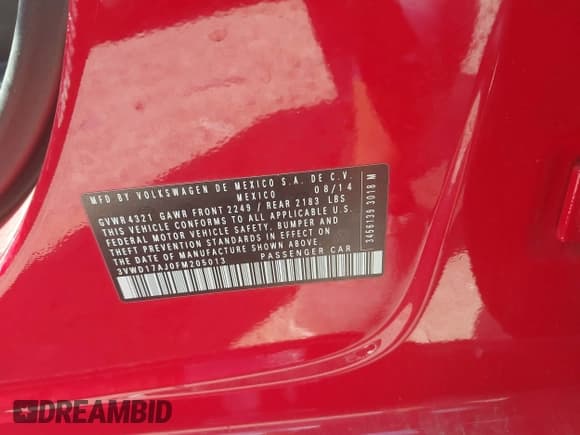 MFD BY VOLKSWAGEN DE MEXICO S.A. DE C.V.
MEXICO 08/14
GVWR4321 GAWR FRONT 2249 / REAR 2183 LBS
THIS VEHICLE CONFORMS TO ALL APPLICABLE U.S.
FEDERAL MOTOR VEHICLE SAFETY, BUMPER AND
THEFT PREVENTION STANDARDS IN EFFECT ON
THE DATE OF MANUFACTURE SHOWN ABOVE.
3VWD17AJ0FM205013 PASSENGER CAR
3456139 3018 M
DREAMBID